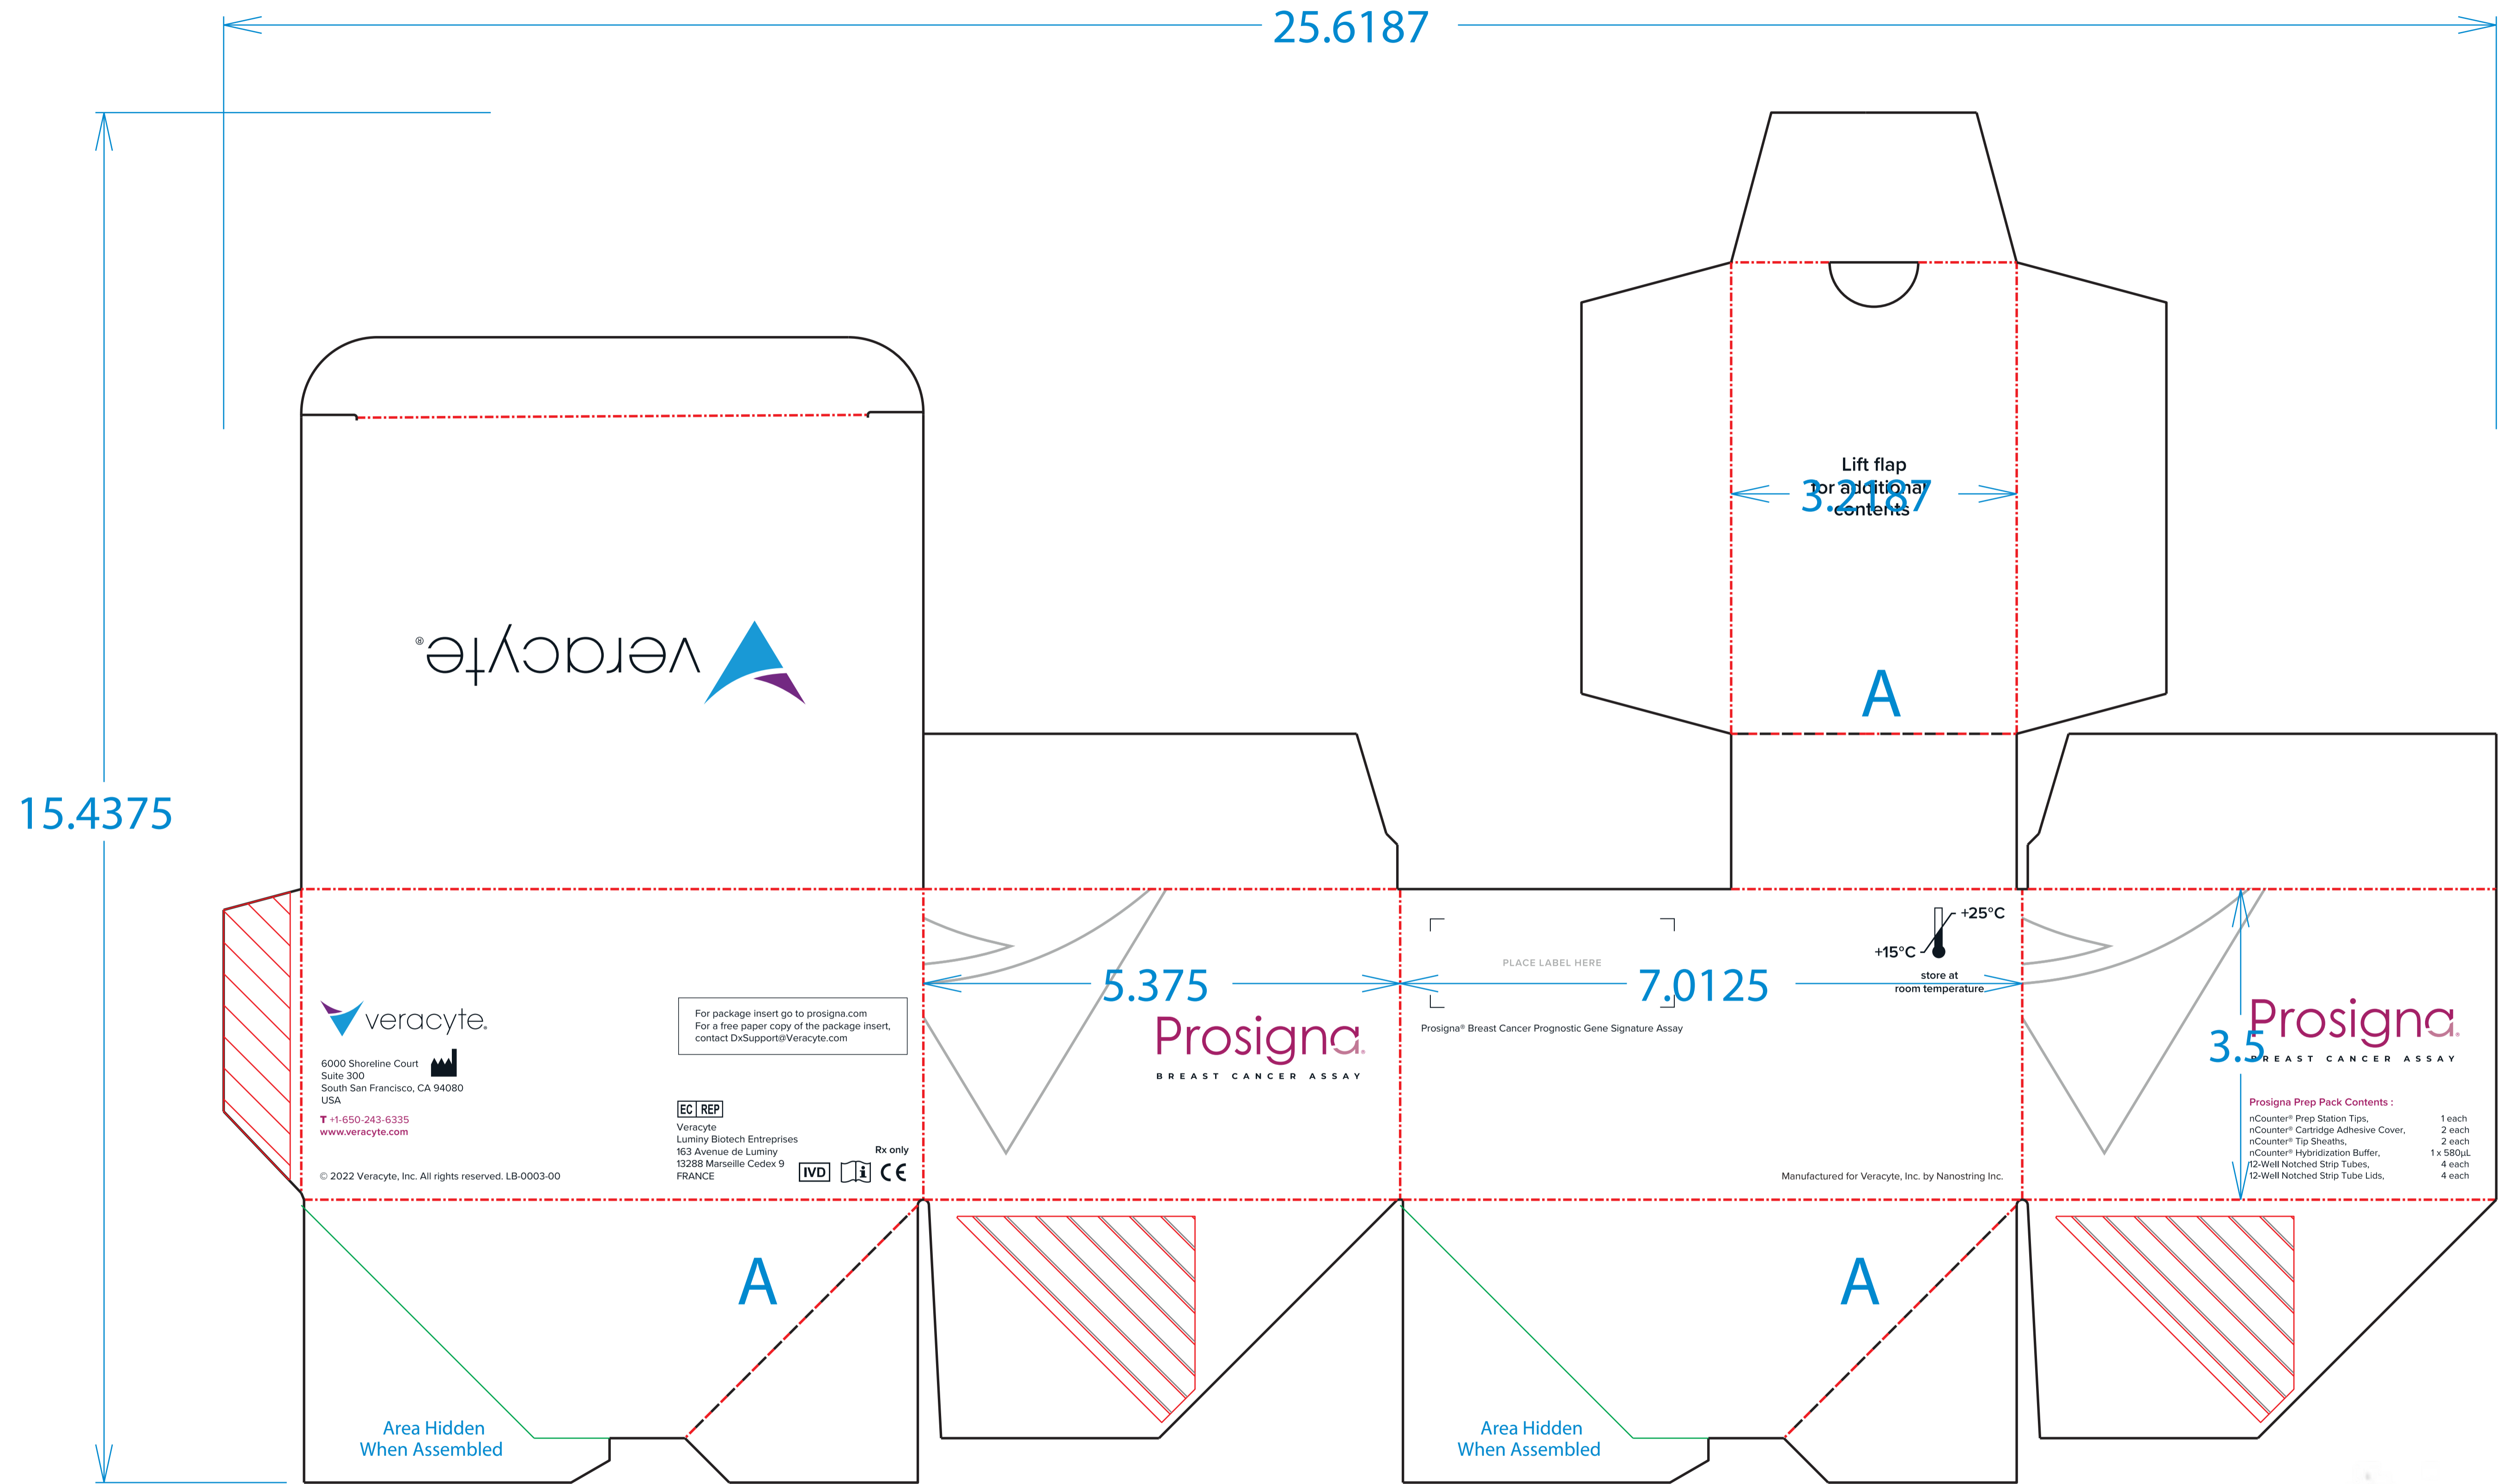 25.6187
15.4375
Lift flap
for additional
contents
3.2187
A
veracyte®
veracyte®
6000 Shoreline Court
Suite 300
South San Francisco, CA 94080
USA
T +1-650-243-6335
www.veracyte.com
© 2022 Veracyte, Inc. All rights reserved. LB-0003-00
For package insert go to prosigna.com
For a free paper copy of the package insert,
contact DxSupport@Veracyte.com
EC REP
Veracyte
Luminy Biotech Entreprises
163 Avenue de Luminy
13288 Marseille Cedex 9
FRANCE
IVD
i
Rx only
CE
5.375
Prosigna®
BREAST CANCER ASSAY
PLACE LABEL HERE
7.0125
Prosigna® Breast Cancer Prognostic Gene Signature Assay
+25°C
+15°C
store at
room temperature
Manufactured for Veracyte, Inc. by Nanostring Inc.
3.5
Prosigna®
BREAST CANCER ASSAY
Prosigna Prep Pack Contents :
nCounter® Prep Station Tips, 1 each
nCounter® Cartridge Adhesive Cover, 2 each
nCounter® Tip Sheaths, 2 each
nCounter® Hybridization Buffer, 1 x 580µL
12-Well Notched Strip Tubes, 4 each
12-Well Notched Strip Tube Lids, 4 each
A
Area Hidden
When Assembled
A
Area Hidden
When Assembled